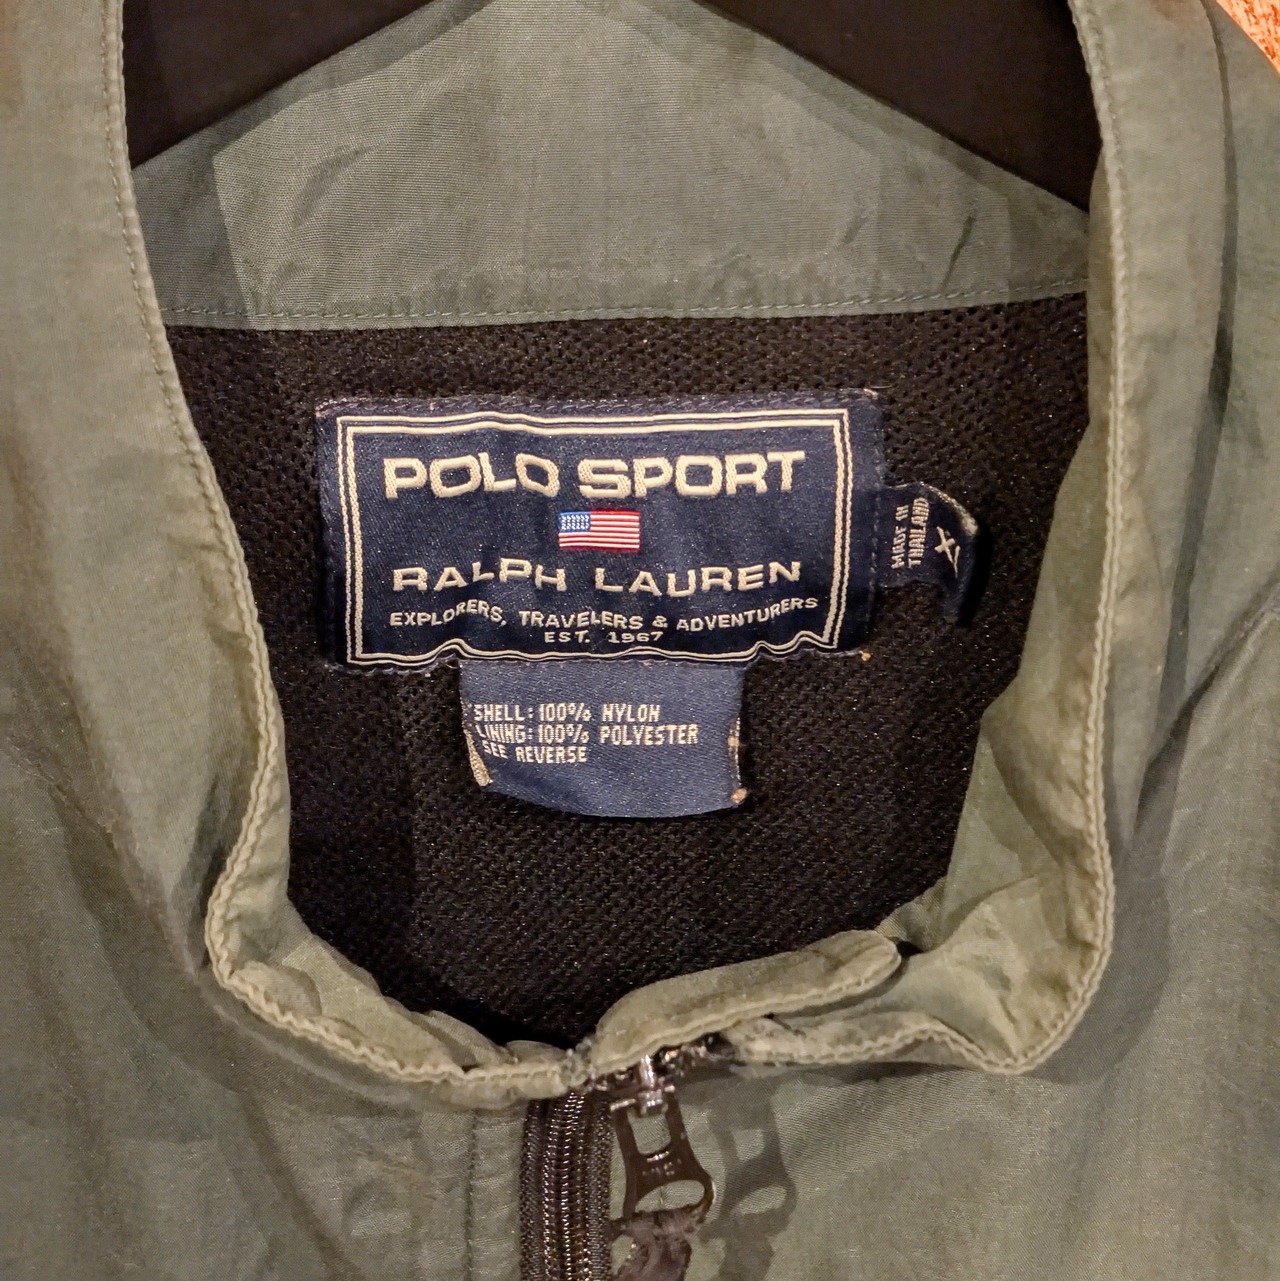 POLO SPORT
RALPH LAUREN
EXPLORERS, TRAVELERS & ADVENTURERS
EST. 1967
MADE IN
THAILAND
SHELL: 100% NYLON
LINING: 100% POLYESTER
SEE REVERSE